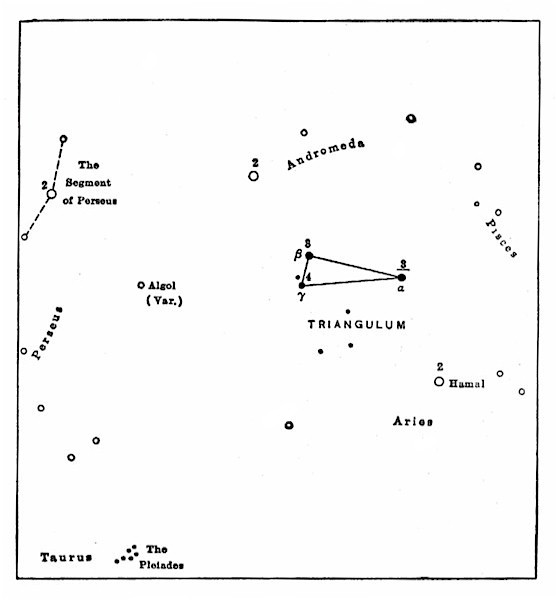 The
Segment
of Perseus
2
2
Andromeda
Pisces
3
β
4
γ
3
α
Algol
(Var.)
Perseus
TRIANGULUM
2
Hamal
Aries
Taurus
The
Pleiades